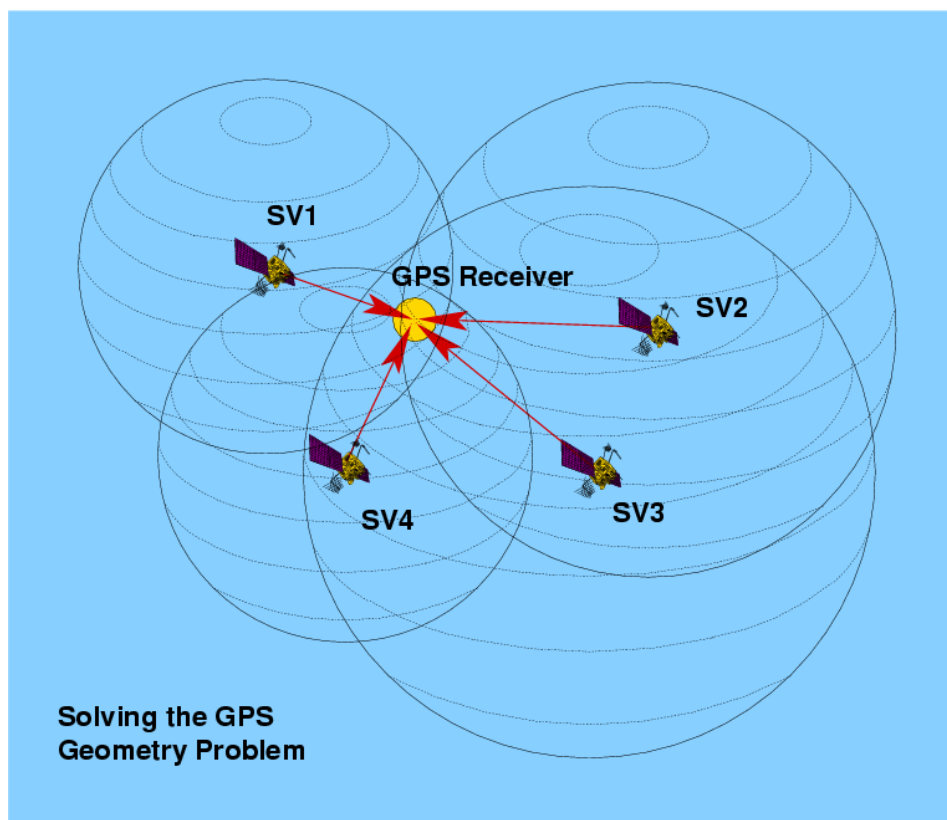 SV1
GPS Receiver
SV2
SV3
SV4
Solving the GPS
Geometry Problem